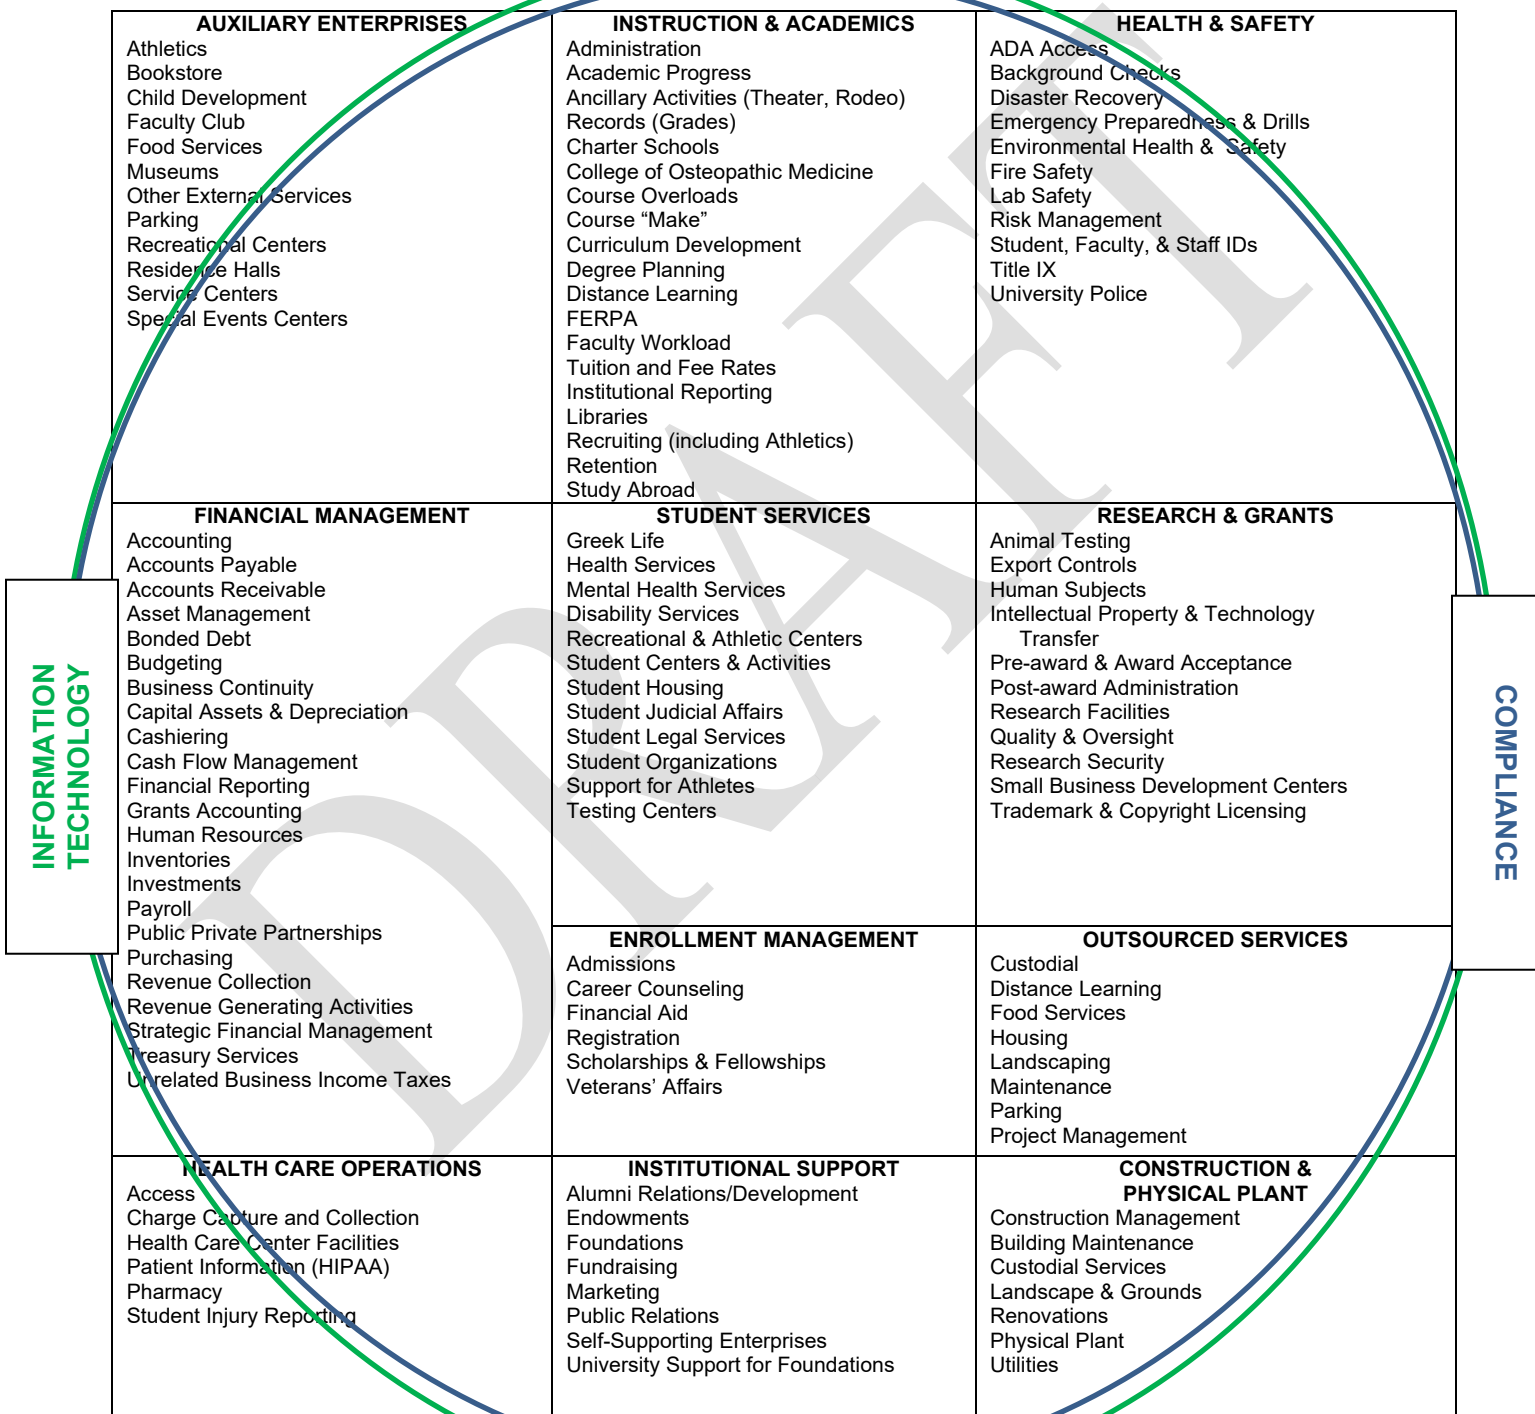 AUXILIARY ENTERPRISES
Athletics
Bookstore
Child Development
Faculty Club
Food Services
Museums
Other External Services
Parking
Recreational Centers
Residence Halls
Service Centers
Special Events Centers
INSTRUCTION & ACADEMICS
Administration
Academic Progress
Ancillary Activities (Theater, Rodeo)
Records (Grades)
Charter Schools
College of Osteopathic Medicine
Course Overloads
Course “Make”
Curriculum Development
Degree Planning
Distance Learning
FERPA
Faculty Workload
Tuition and Fee Rates
Institutional Reporting
Libraries
Recruiting (including Athletics)
Retention
Study Abroad
HEALTH & SAFETY
ADA Access
Background Checks
Disaster Recovery
Emergency Preparedness & Drills
Environmental Health & Safety
Fire Safety
Lab Safety
Risk Management
Student, Faculty, & Staff IDs
Title IX
University Police
FINANCIAL MANAGEMENT
Accounting
Accounts Payable
Accounts Receivable
Asset Management
Bonded Debt
Budgeting
Business Continuity
Capital Assets & Depreciation
Cashiering
Cash Flow Management
Financial Reporting
Grants Accounting
Human Resources
Inventories
Investments
Payroll
Public Private Partnerships
Purchasing
Revenue Collection
Revenue Generating Activities
Strategic Financial Management
Treasury Services
Unrelated Business Income Taxes
STUDENT SERVICES
Greek Life
Health Services
Mental Health Services
Disability Services
Recreational & Athletic Centers
Student Centers & Activities
Student Housing
Student Judicial Affairs
Student Legal Services
Student Organizations
Support for Athletes
Testing Centers
RESEARCH & GRANTS
Animal Testing
Export Controls
Human Subjects
Intellectual Property & Technology
Transfer
Pre-award & Award Acceptance
Post-award Administration
Research Facilities
Quality & Oversight
Research Security
Small Business Development Centers
Trademark & Copyright Licensing
ENROLLMENT MANAGEMENT
Admissions
Career Counseling
Financial Aid
Registration
Scholarships & Fellowships
Veterans’ Affairs
OUTSOURCED SERVICES
Custodial
Distance Learning
Food Services
Housing
Landscaping
Maintenance
Parking
Project Management
HEALTH CARE OPERATIONS
Access
Charge Capture and Collection
Health Care Center Facilities
Patient Information (HIPAA)
Pharmacy
Student Injury Reporting
INSTITUTIONAL SUPPORT
Alumni Relations/Development
Endowments
Foundations
Fundraising
Marketing
Public Relations
Self-Supporting Enterprises
University Support for Foundations
CONSTRUCTION &
PHYSICAL PLANT
Construction Management
Building Maintenance
Custodial Services
Landscape & Grounds
Renovations
Physical Plant
Utilities
INFORMATION
TECHNOLOGY
COMPLIANCE
DRAFT